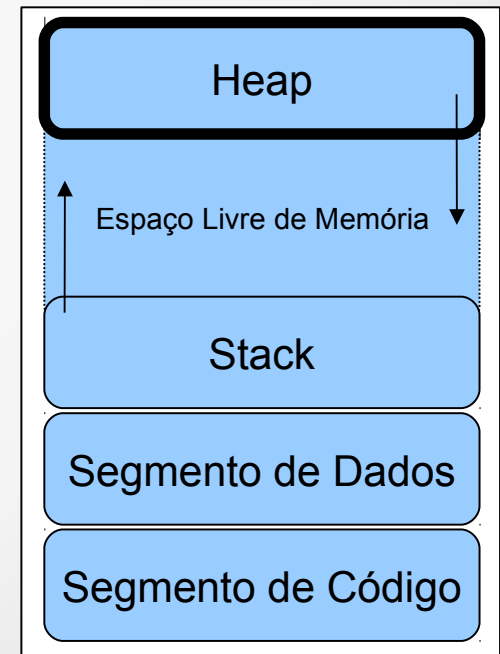 Heap
Espaço Livre de Memória
Stack
Segmento de Dados
Segmento de Código